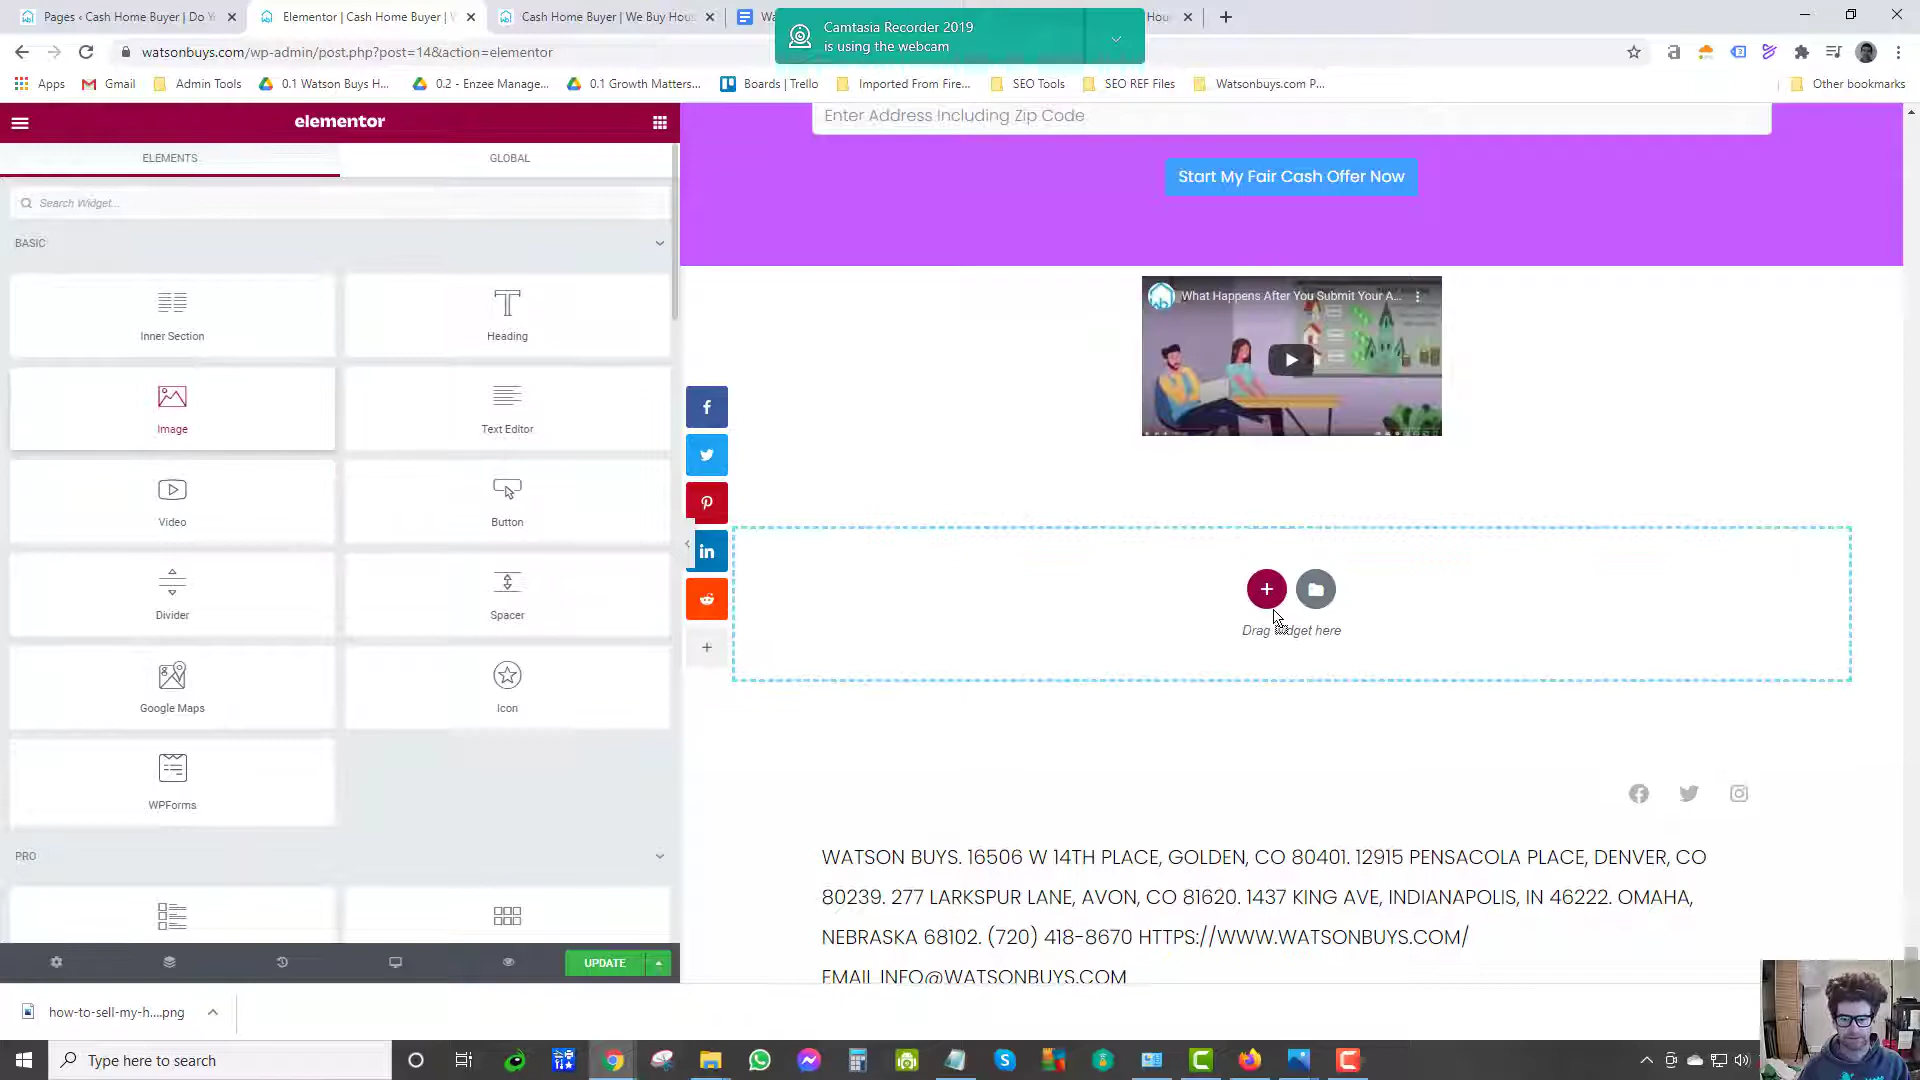 Pages ‹ Cash Home Buyer | Do Y
Elementor | Cash Home Buyer | W
Cash Home Buyer | We Buy Hous
Camtasia Recorder 2019
is using the webcam
watsonbuys.com/wp-admin/post.php?post=14&action=elementor
Apps
Gmail
Admin Tools
0.1 Watson Buys H...
0.2 - Enzee Manage...
0.1 Growth Matters...
Boards | Trello
Imported From Fire...
SEO Tools
SEO REF Files
Watsonbuys.com P...
Other bookmarks
elementor
ELEMENTS
GLOBAL
Search Widget...
BASIC
Inner Section
Heading
Image
Text Editor
Video
Button
Divider
Spacer
Google Maps
Icon
WPForms
PRO
UPDATE
Enter Address Including Zip Code
Start My Fair Cash Offer Now
What Happens After You Submit Your A...
Drag widget here
WATSON BUYS. 16506 W 14TH PLACE, GOLDEN, CO 80401. 12915 PENSACOLA PLACE, DENVER, CO
80239. 277 LARKSPUR LANE, AVON, CO 81620. 1437 KING AVE, INDIANAPOLIS, IN 46222. OMAHA,
NEBRASKA 68102. (720) 418-8670 HTTPS://WWW.WATSONBUYS.COM/
EMAIL INFO@WATSONBUYS.COM
how-to-sell-my-h....png
Type here to search